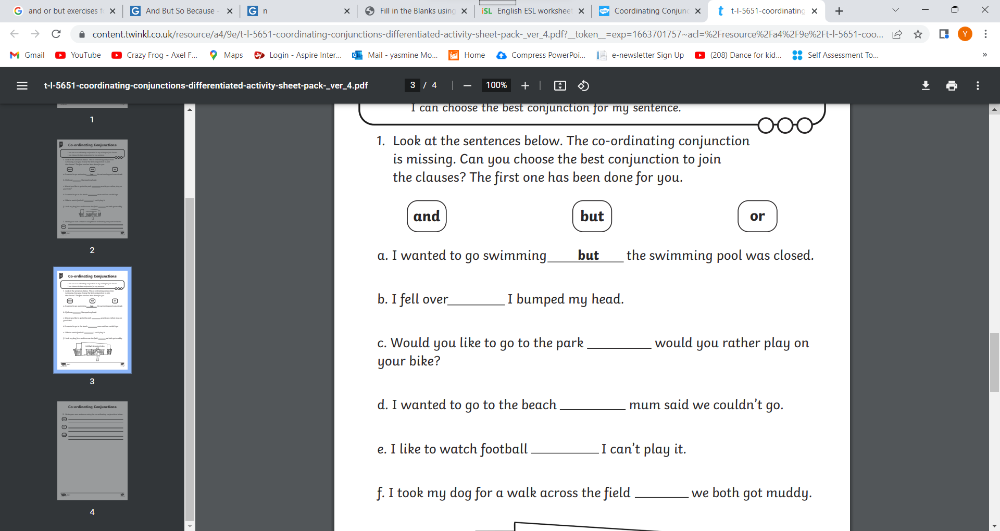 and or but exercises f
And But So Because -
n
Fill in the Blanks using
iSL English ESL worksheet
Coordinating Conjunc
t-l-5651-coordinating
content.twinkl.co.uk/resource/a4/9e/t-l-5651-coordinating-conjunctions-differentiated-activity-sheet-pack-_ver_4.pdf?__token__=exp=1663701757~acl=%2Fresource%2Fa4%2F9e%2Ft-l-5651-coo...
Y
Gmail
YouTube
Crazy Frog - Axel F...
Maps
Login - Aspire Inter...
Mail - yasmine Mo...
Home
Compress PowerPoi...
e-newsletter Sign Up
(208) Dance for kid...
Self Assessment To...
»
t-l-5651-coordinating-conjunctions-differentiated-activity-sheet-pack-_ver_4.pdf
3 / 4
100%
1
Co-ordinating Conjunctions
2
Co-ordinating Conjunctions
3
Co-ordinating Conjunctions
4
I can choose the best conjunction for my sentence.
1. Look at the sentences below. The co-ordinating conjunction
is missing. Can you choose the best conjunction to join
the clauses? The first one has been done for you.
and but or
a. I wanted to go swimming____but____the swimming pool was closed.
b. I fell over________I bumped my head.
c. Would you like to go to the park ________ would you rather play on
your bike?
d. I wanted to go to the beach ________ mum said we couldn't go.
e. I like to watch football ________ I can't play it.
f. I took my dog for a walk across the field ________ we both got muddy.